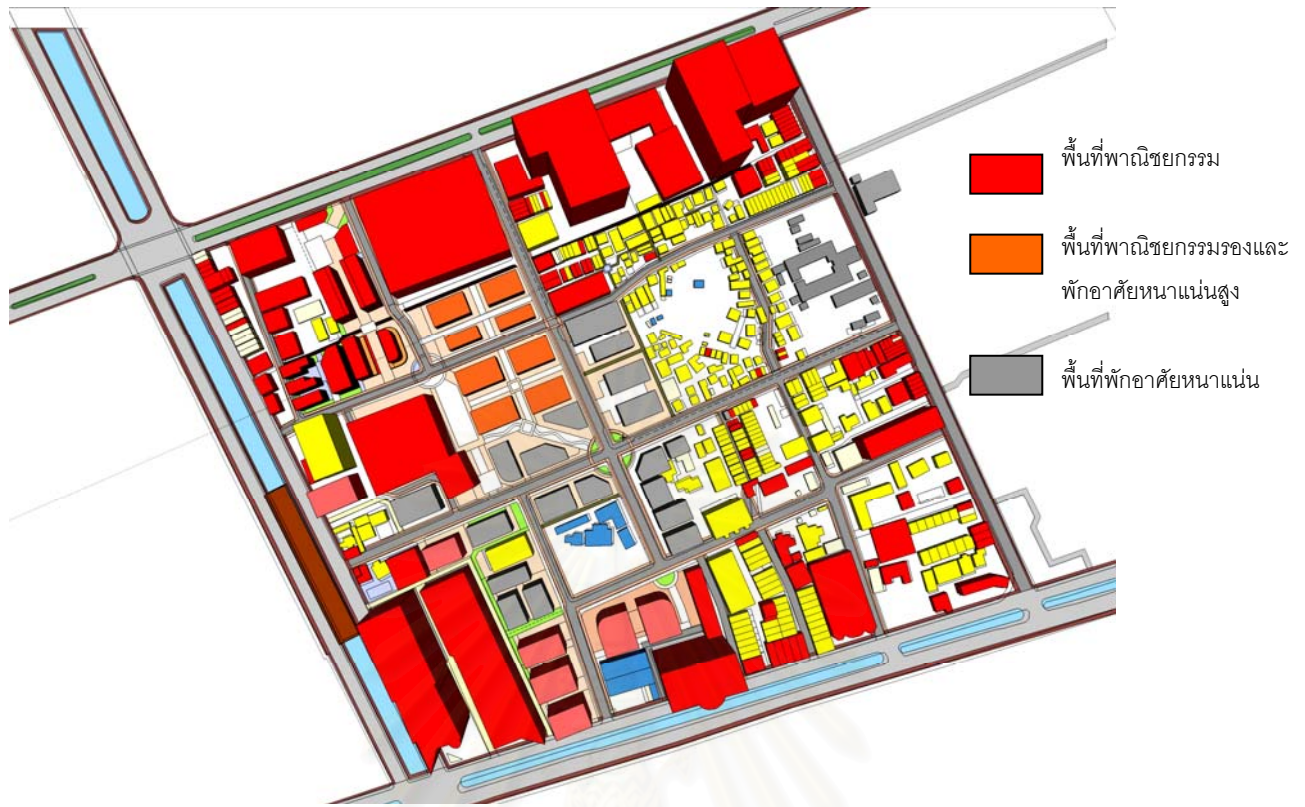 พื้นที่พาณิชยกรรม
พื้นที่พาณิชยกรรมรองและ
พักอาศัยหนาแน่นสูง
พื้นที่พักอาศัยหนาแน่น